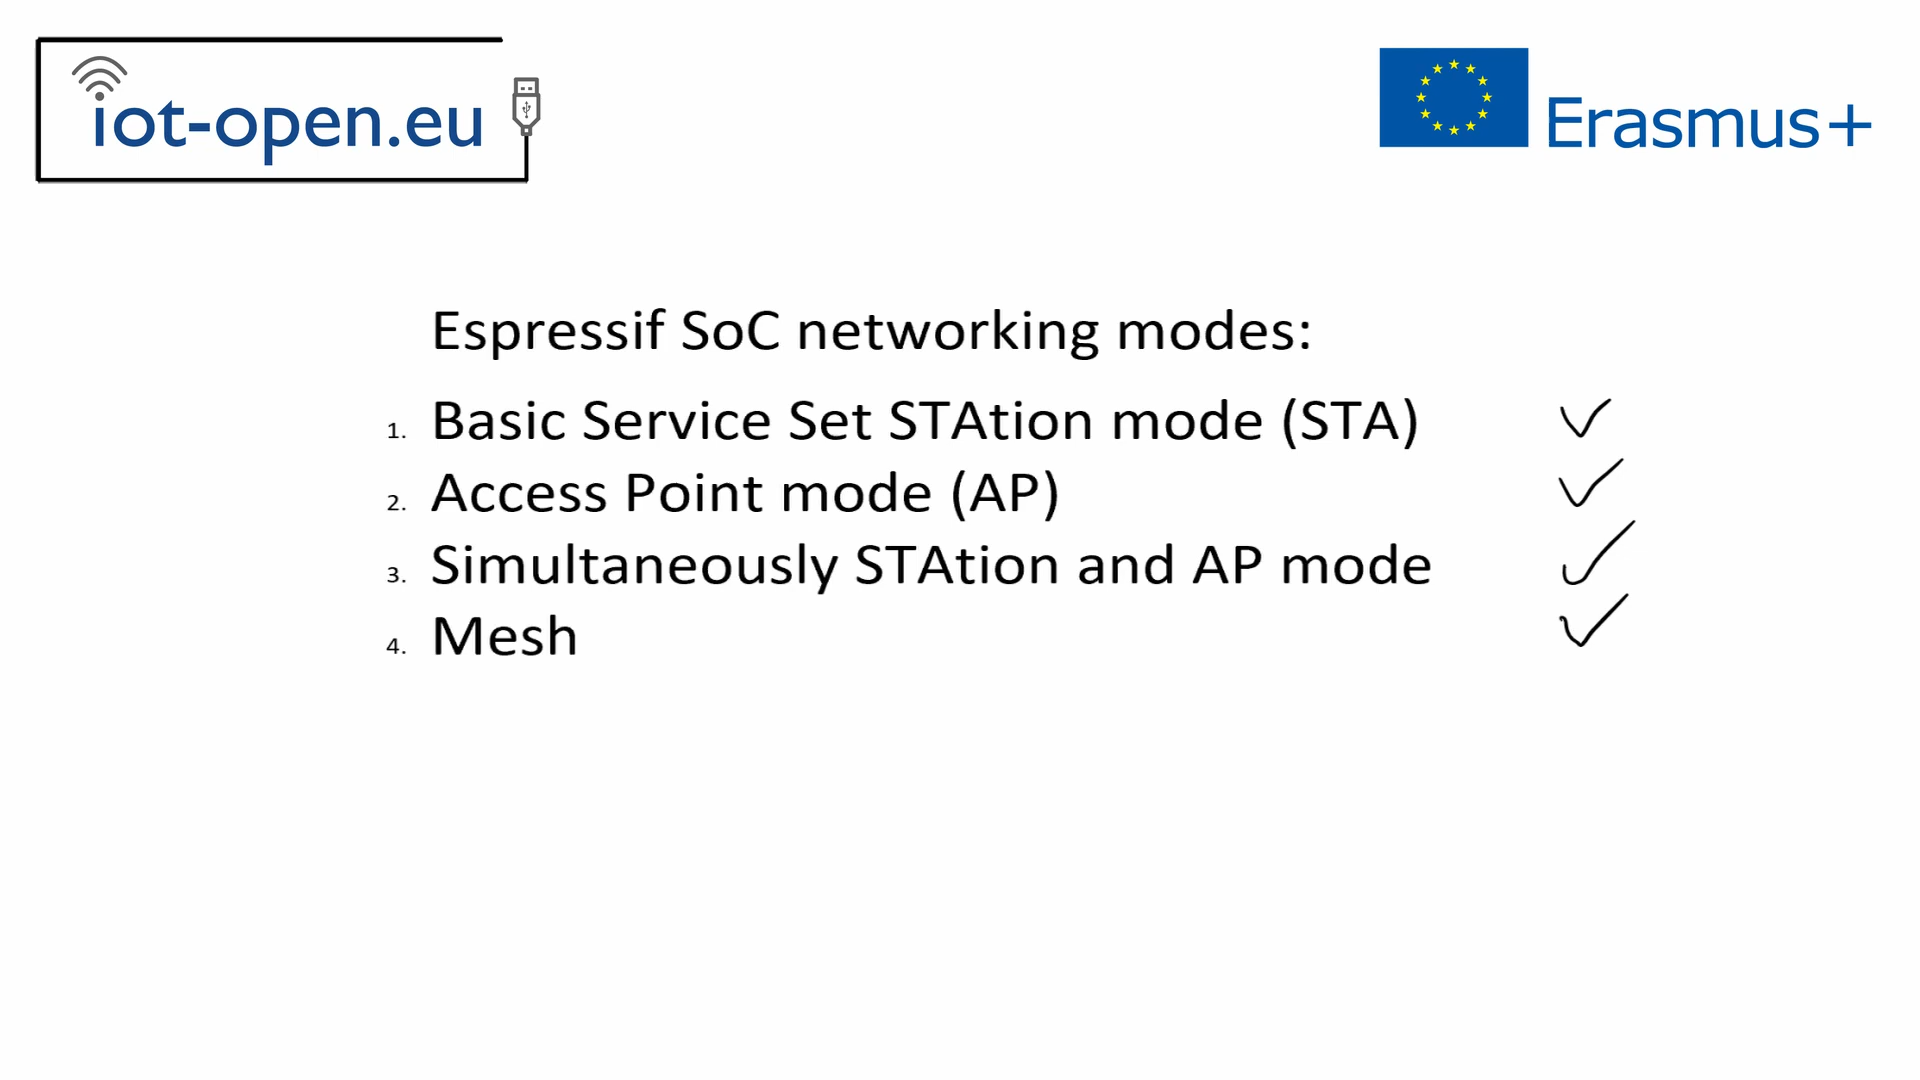 iot-open.eu
Erasmus+
Espressif SoC networking modes:
1. Basic Service Set STAtion mode (STA)
2. Access Point mode (AP)
3. Simultaneously STAtion and AP mode
4. Mesh